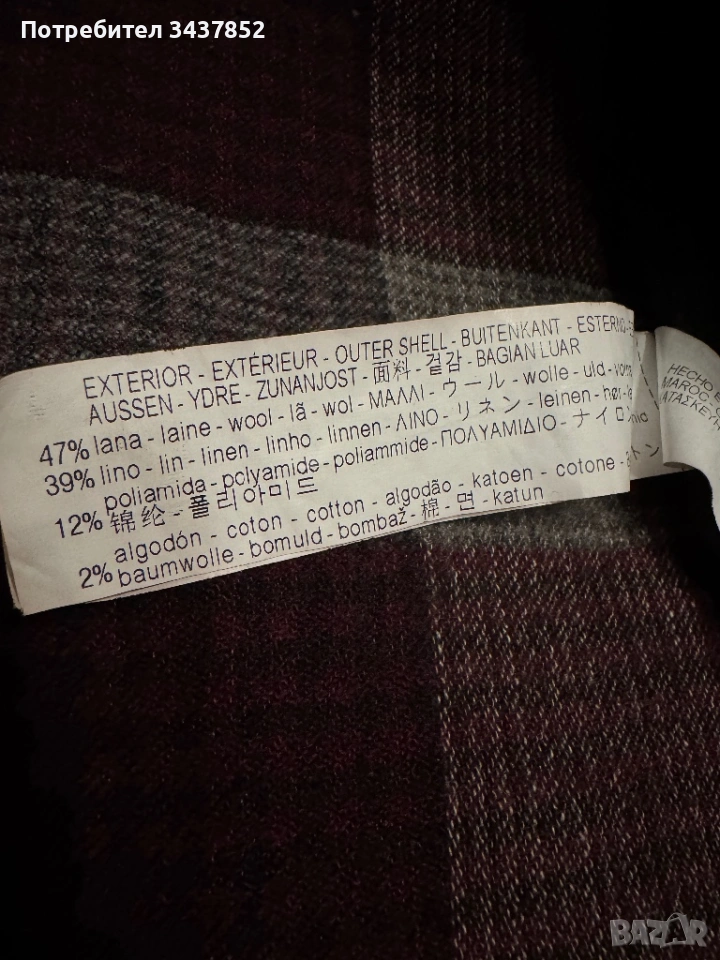 Потребител 3437852
EXTERIOR - EXTÉRIEUR - OUTER SHELL - BUITENKANT - ESTERNO
AUSSEN - YDRE - ZUNANJOST - 面料 - 겉감 - BAGIAN LUAR
47% lana - laine - wool - lã - wol - ΜΑΛΛΙ - ウール - wolle - uld
39% lino - lin - linen - linho - linnen - ΛΙΝΟ - リネン - leinen - hør
poliamida - polyamide - poliammide - ΠΟΛΥΑΜΙΔΙΟ - ナイロン
12% 锦纶 - 폴리아미드
algodón - coton - cotton - algodão - katoen - cotone
2% baumwolle - bomuld - bombaž - 棉 - 면 - katun
HECHO
MAROC
BAZAR